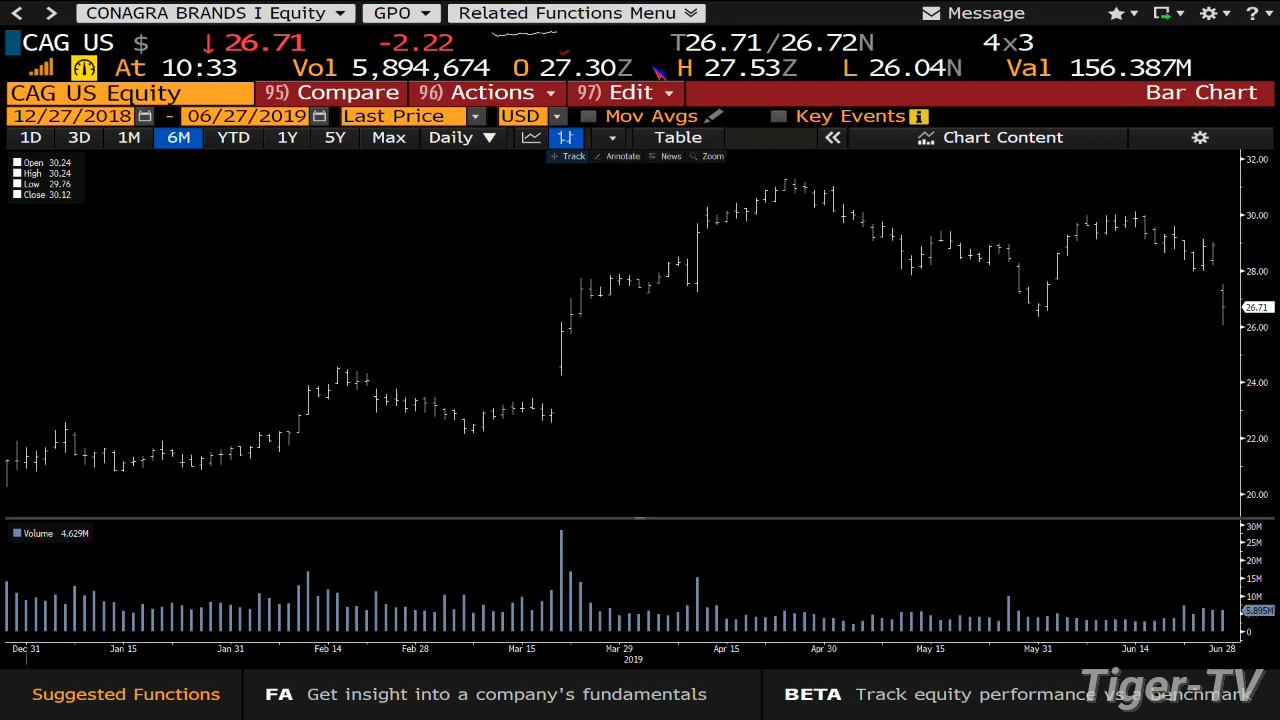 CONAGRA BRANDS I Equity GPO Related Functions Menu Message ?
CAG US $ ↓ 26.71 -2.22 T26.71/26.72N 4x3
At 10:33 Vol 5,894,674 O 27.30Z H 27.53Z L 26.04N Val 156.387M
CAG US Equity 95) Compare 96) Actions 97) Edit Bar Chart
12/27/2018 - 06/27/2019 Last Price USD Mov Avgs Key Events
1D 3D 1M 6M YTD 1Y 5Y Max Daily ▼ Table « Chart Content
Track Annotate News Zoom
Open 30.24
High 30.24
Low 29.76
Close 30.12
32.00
30.00
28.00
26.71
26.00
24.00
22.00
20.00
Volume 4.629M
30M
25M
20M
15M
10M
5.895M
0
Dec 31 Jan 15 Jan 31 Feb 14 Feb 28 Mar 15 Mar 29 Apr 15 Apr 30 May 15 May 31 Jun 14 Jun 28
2019
Suggested Functions FA Get insight into a company's fundamentals BETA Track equity performance vs a benchmark
Tiger-TV